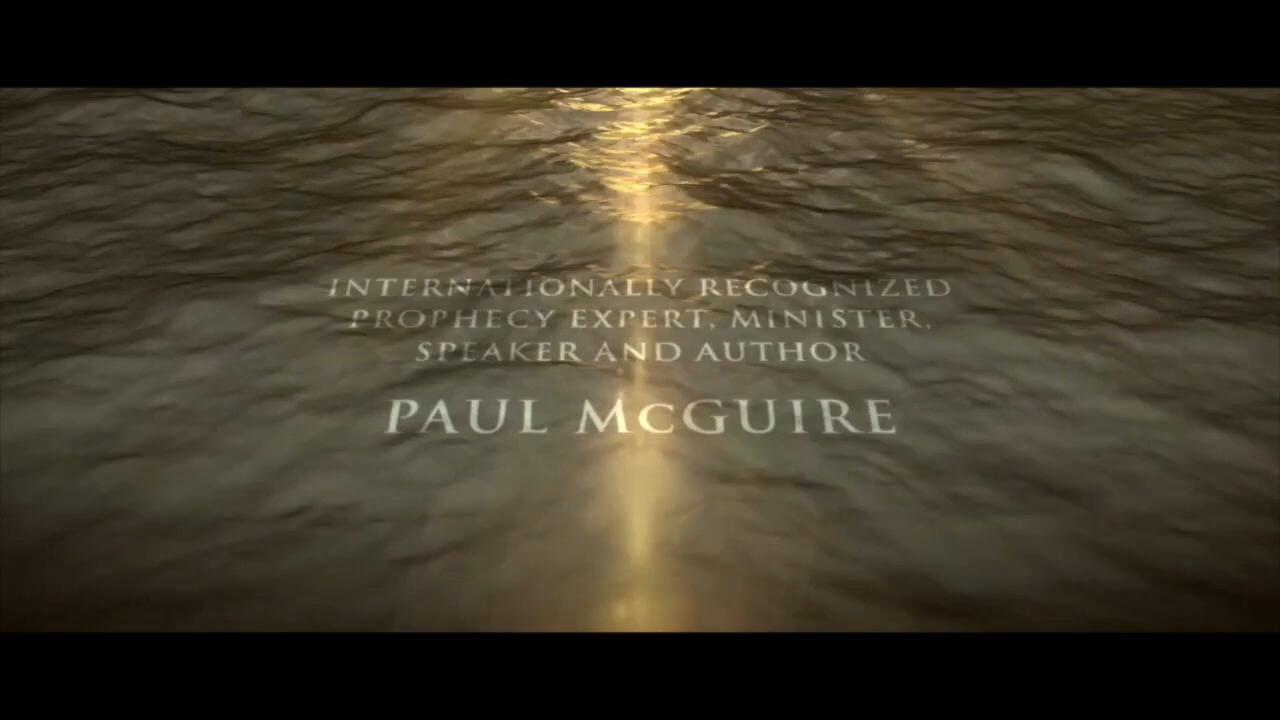 INTERNATIONALLY RECOGNIZED
PROPHECY EXPERT, MINISTER,
SPEAKER AND AUTHOR
PAUL McGUIRE